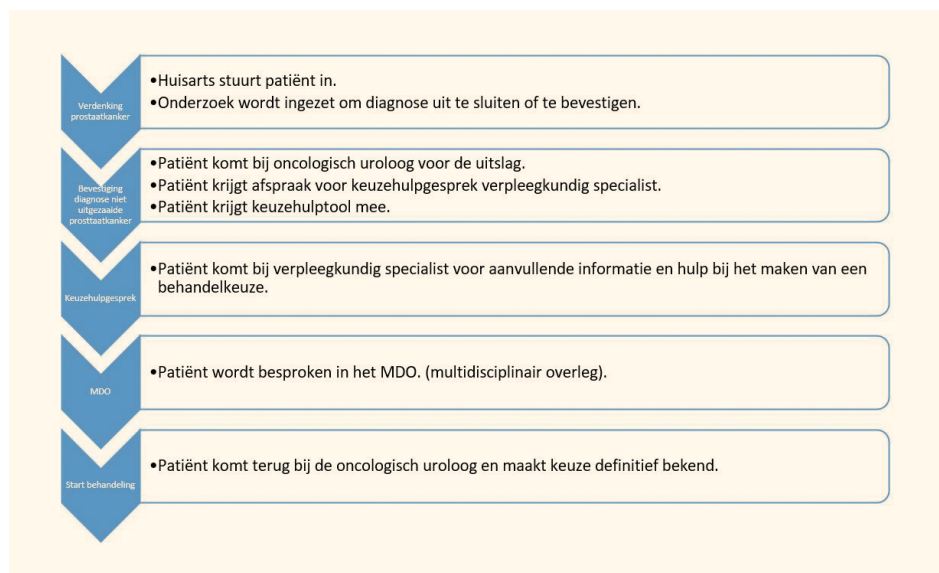 Verdenking
prostaatkanker
•Huisarts stuurt patiënt in.
•Onderzoek wordt ingezet om diagnose uit te sluiten of te bevestigen.
Bevestiging
diagnose niet
uitgezaaide
prosttaatkanker
•Patiënt komt bij oncologisch uroloog voor de uitslag.
•Patiënt krijgt afspraak voor keuzehulpgesprek verpleegkundig specialist.
•Patiënt krijgt keuzehulptool mee.
Keuzehulpgesprek
•Patiënt komt bij verpleegkundig specialist voor aanvullende informatie en hulp bij het maken van een
behandelkeuze.
MDO
•Patiënt wordt besproken in het MDO. (multidisciplinair overleg).
Start behandeling
•Patiënt komt terug bij de oncologisch uroloog en maakt keuze definitief bekend.